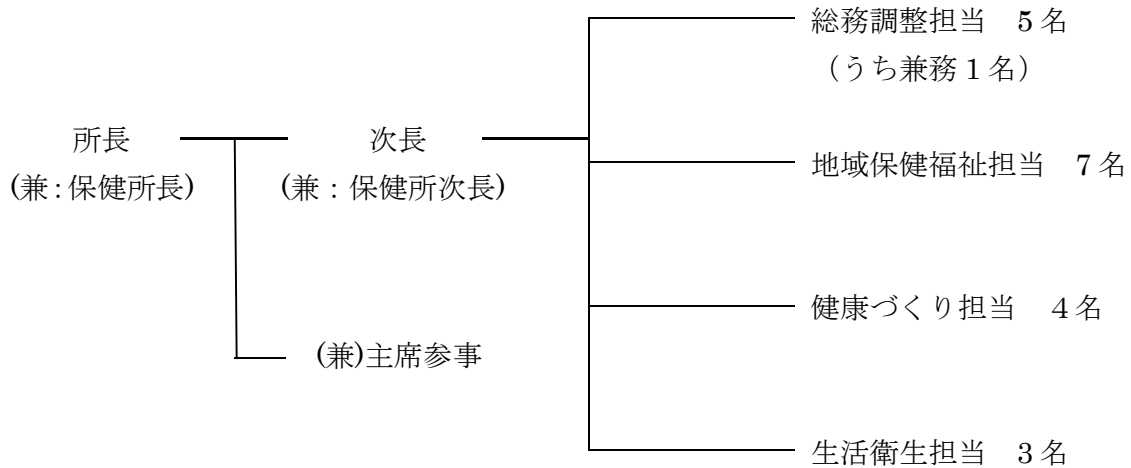 総務調整担当　5名
（うち兼務1名）
所長
(兼:保健所長)
次長
(兼：保健所次長)
地域保健福祉担当　7名
健康づくり担当　４名
(兼)主席参事
生活衛生担当　3名